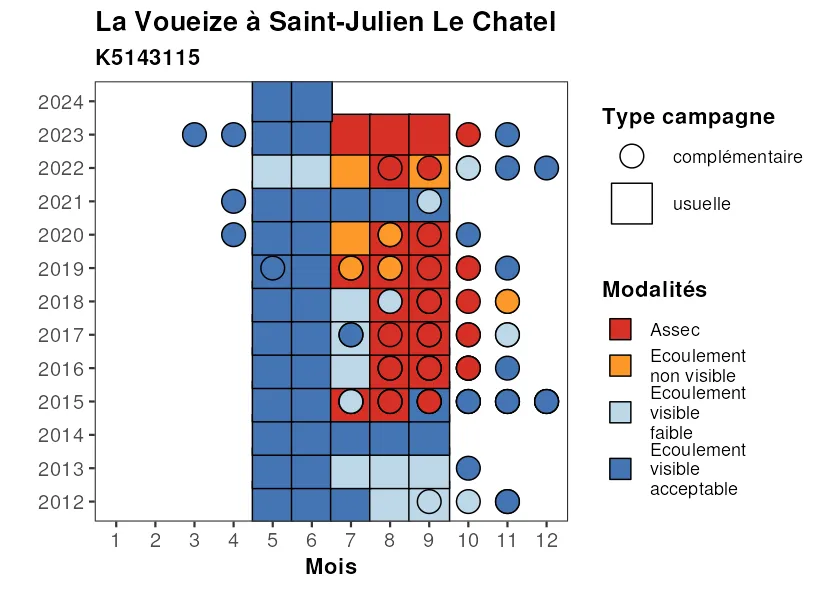 La Voueize à Saint-Julien Le Chatel
K5143115
2024
2023
2022
2021
2020
2019
2018
2017
2016
2015
2014
2013
2012
1 2 3 4 5 6 7 8 9 10 11 12
Mois
Type campagne
complémentaire
usuelle
Modalités
Assec
Ecoulement
non visible
Ecoulement
visible
faible
Ecoulement
visible
acceptable